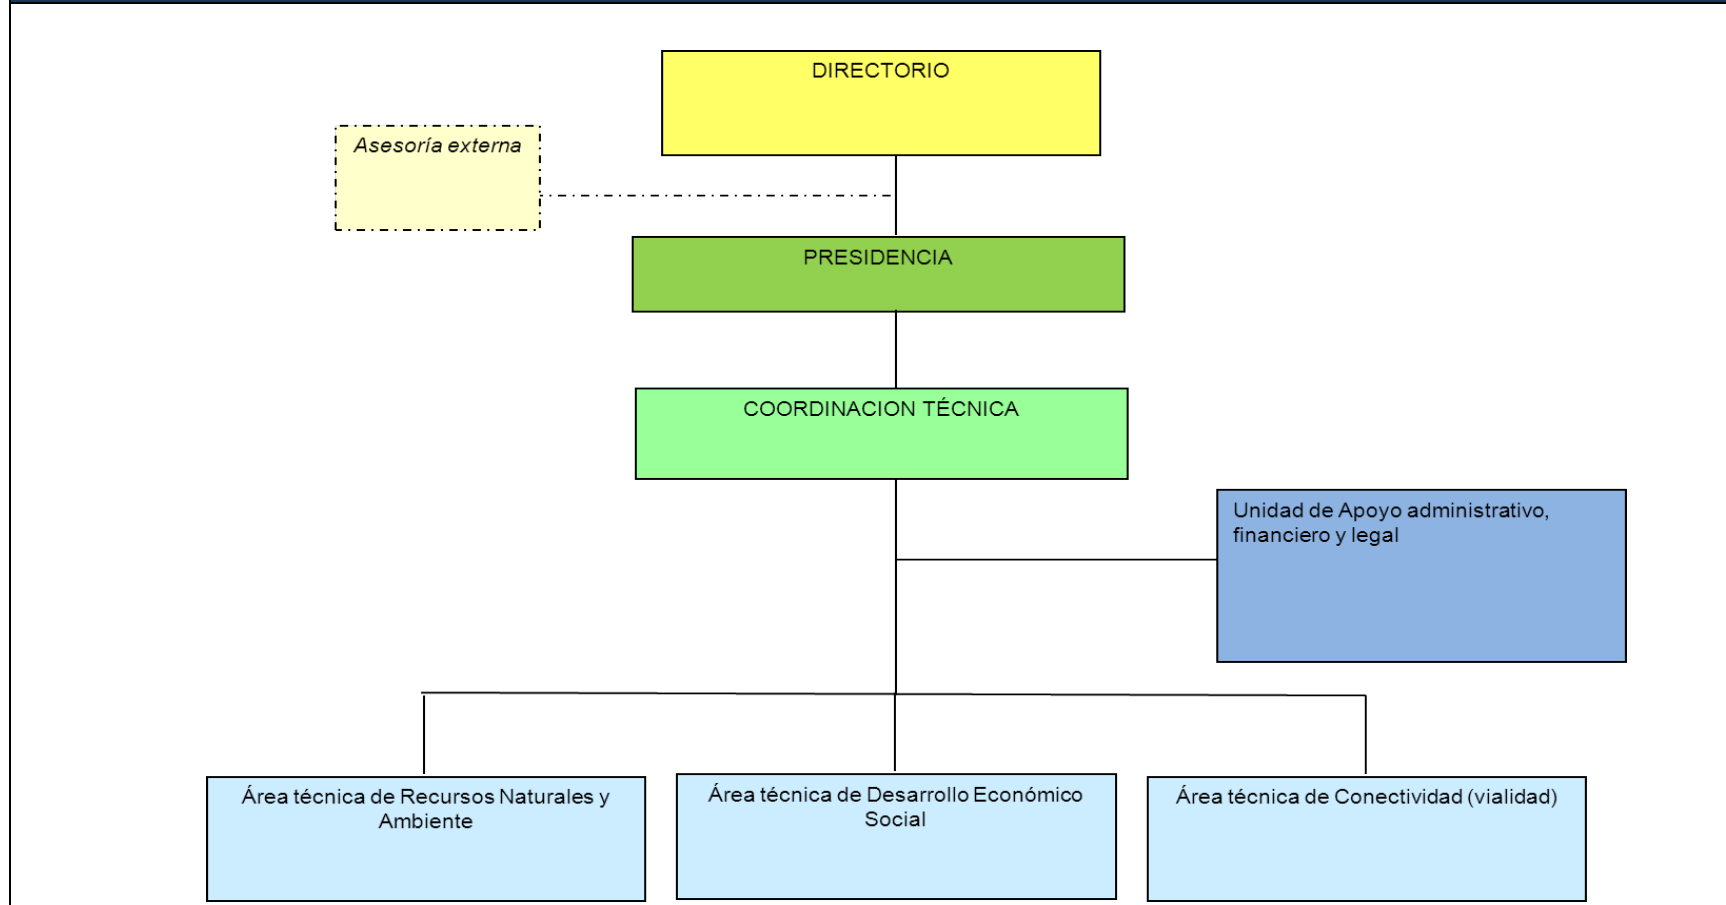 DIRECTORIO
Asesoría externa
PRESIDENCIA
COORDINACION TÉCNICA
Unidad de Apoyo administrativo,
financiero y legal
Área técnica de Recursos Naturales y
Ambiente
Área técnica de Desarrollo Económico
Social
Área técnica de Conectividad (vialidad)